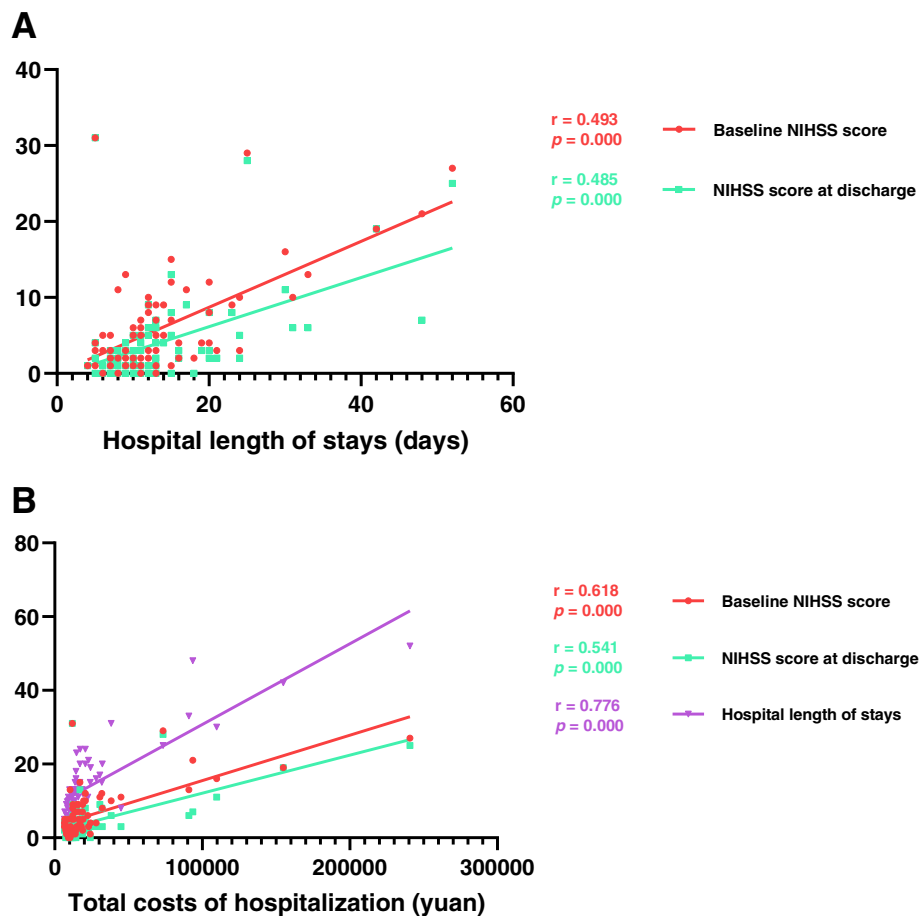 A
40
30
20
10
0
0
20
40
60
Hospital length of stays (days)
r = 0.493
p = 0.000
Baseline NIHSS score
r = 0.485
p = 0.000
NIHSS score at discharge
B
80
60
40
20
0
0
100000
200000
300000
Total costs of hospitalization (yuan)
r = 0.618
p = 0.000
Baseline NIHSS score
r = 0.541
p = 0.000
NIHSS score at discharge
r = 0.776
p = 0.000
Hospital length of stays